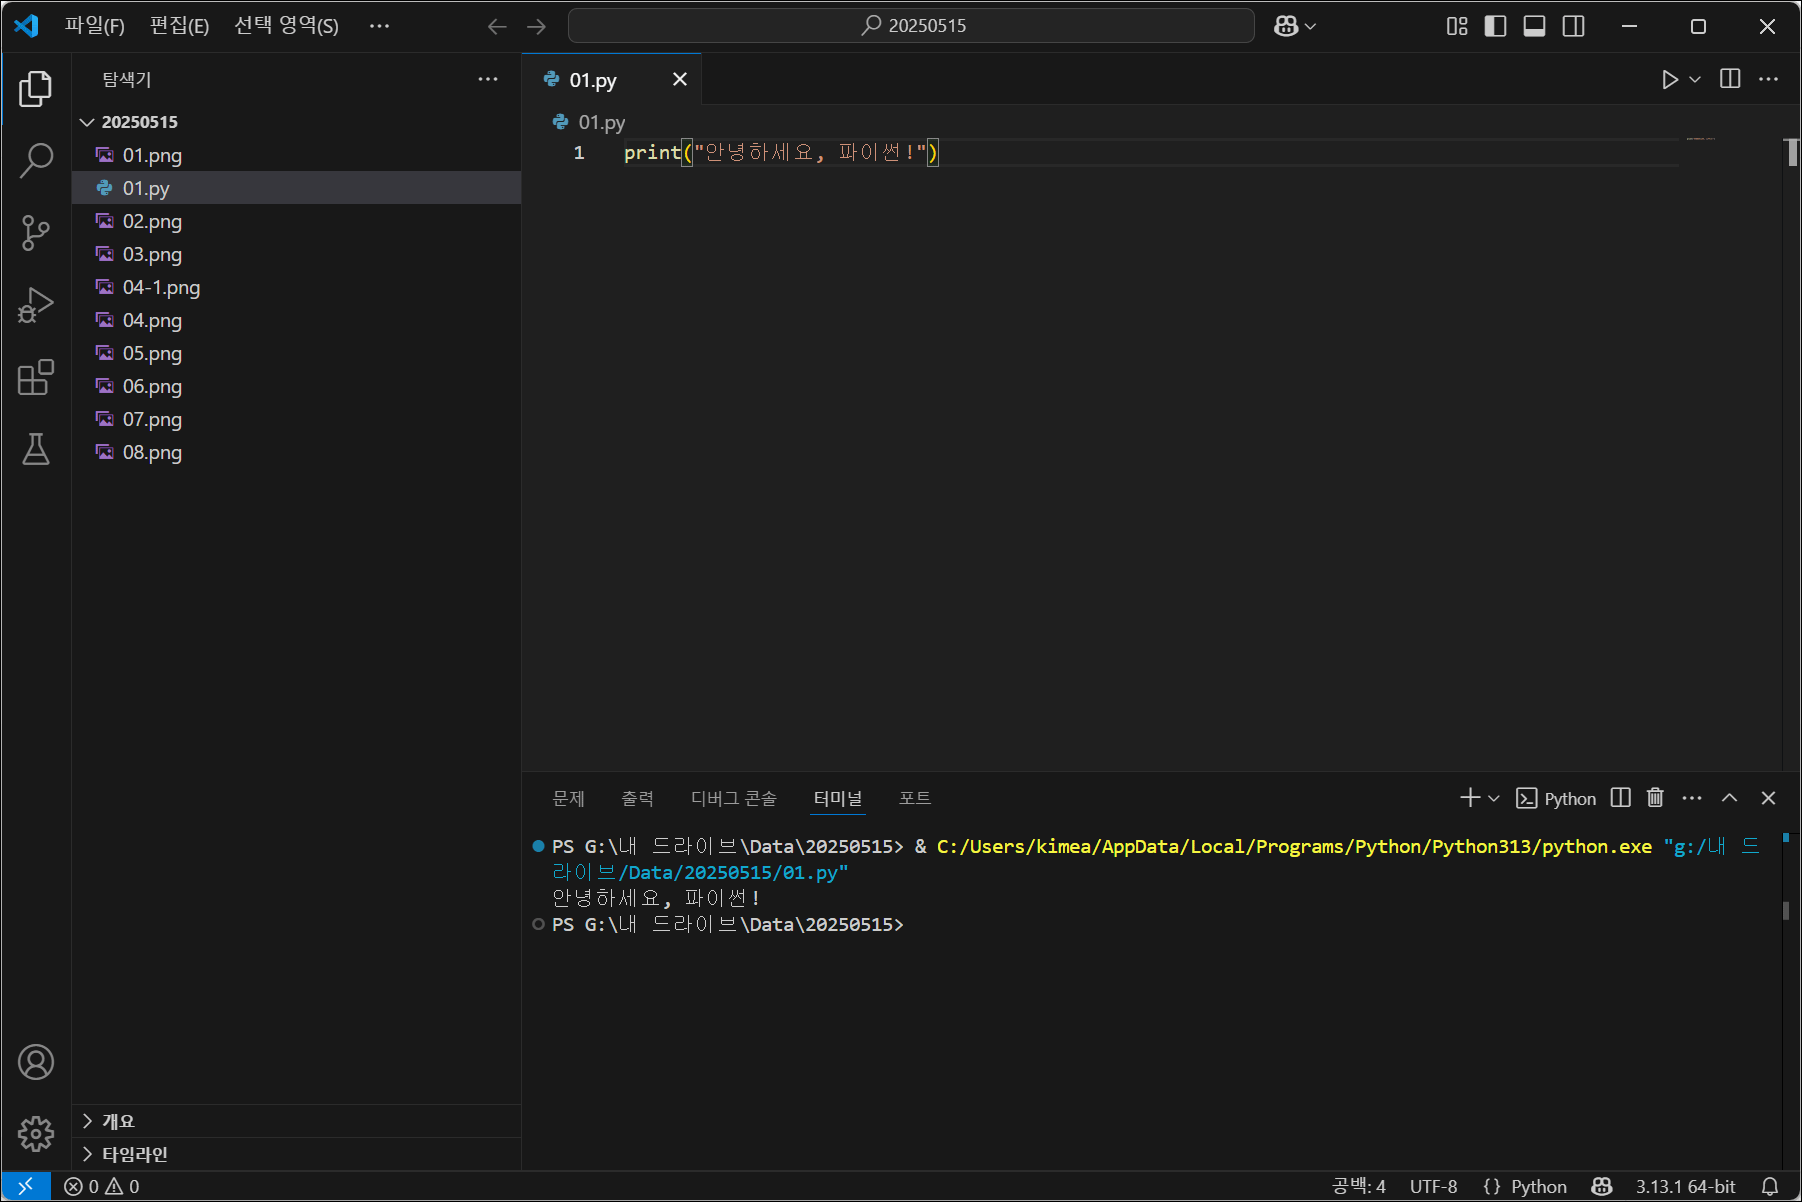 파일(F) 편집(E) 선택 영역(S) ··· 20250515
탐색기 ···
20250515
01.png
01.py
02.png
03.png
04-1.png
04.png
05.png
06.png
07.png
08.png
개요
타임라인
01.py
01.py
1 print("안녕하세요, 파이썬!")
문제 출력 디버그 콘솔 터미널 포트 Python
PS G:\내 드라이브\Data\20250515> & C:/Users/kimea/AppData/Local/Programs/Python/Python313/python.exe "g:/내 드
라이브/Data/20250515/01.py"
안녕하세요, 파이썬!
PS G:\내 드라이브\Data\20250515>
0 0 공백: 4 UTF-8 {} Python 3.13.1 64-bit